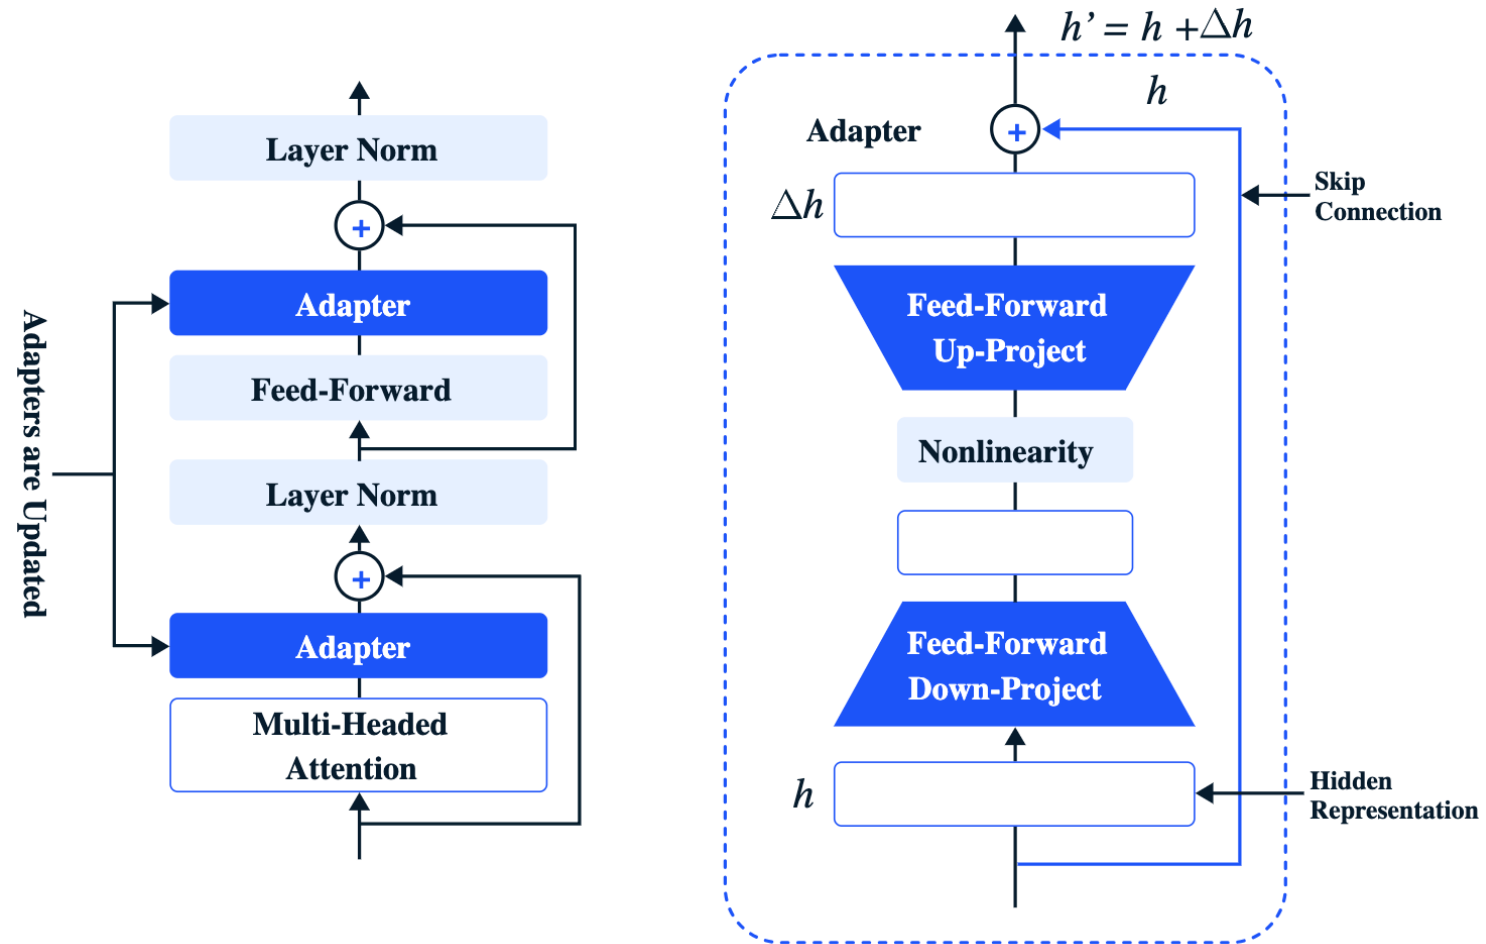 Layer Norm
+
Adapter
Feed-Forward
Layer Norm
+
Adapter
Multi-Headed
Attention
Adapters are Updated
h’ = h +Δh
h
Adapter
+
Skip
Connection
Δh
Feed-Forward
Up-Project
Nonlinearity
Feed-Forward
Down-Project
h
Hidden
Representation